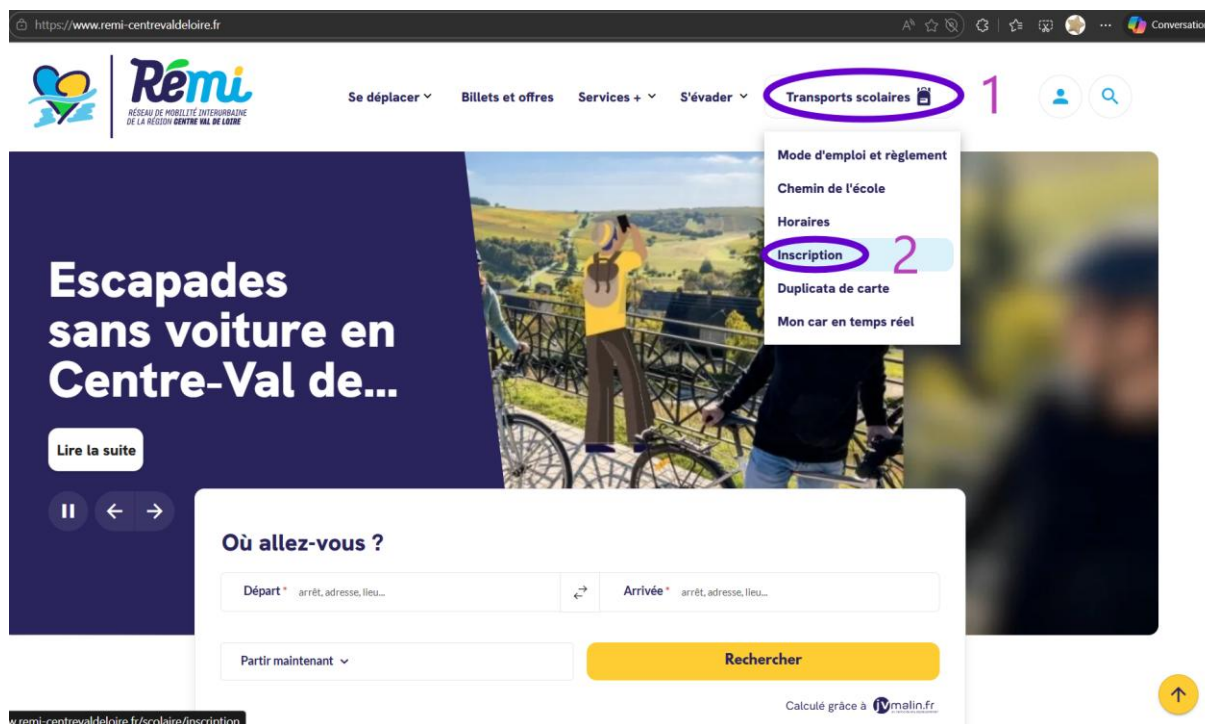 https://www.remi-centrevaldeloire.fr
Conversation
Rémi
RÉSEAU DE MOBILITÉ INTERURBAINE
DE LA RÉGION CENTRE VAL DE LOIRE
Se déplacer
Billets et offres
Services +
S'évader
Transports scolaires
1
Mode d'emploi et règlement
Chemin de l'école
Horaires
Inscription
2
Duplicata de carte
Mon car en temps réel
Escapades
sans voiture en
Centre-Val de...
Lire la suite
Où allez-vous ?
Départ * arrêt, adresse, lieu...
Arrivée * arrêt, adresse, lieu...
Partir maintenant
Rechercher
Calculé grâce à jvmalin.fr
w.remi-centrevaldeloire.fr/scolaire/inscription